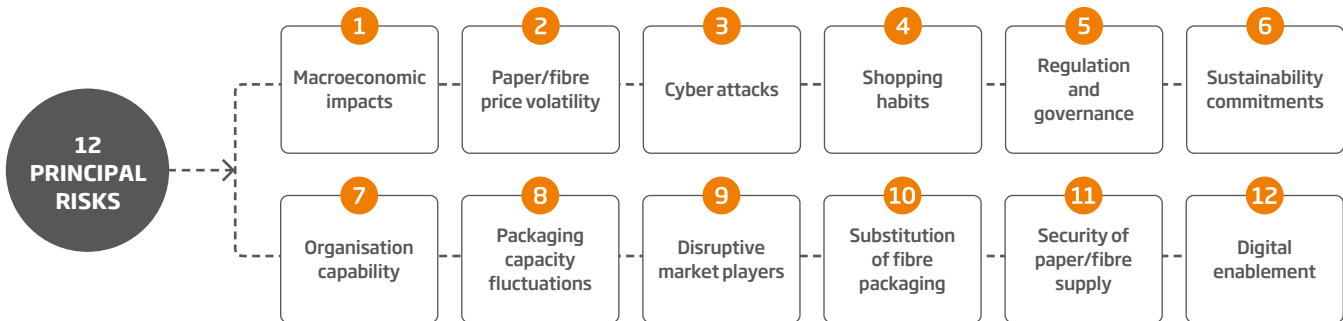 12
PRINCIPAL
RISKS
1
Macroeconomic
impacts
2
Paper/fibre
price volatility
3
Cyber attacks
4
Shopping
habits
5
Regulation
and
governance
6
Sustainability
commitments
7
Organisation
capability
8
Packaging
capacity
fluctuations
9
Disruptive
market players
10
Substitution
of fibre
packaging
11
Security of
paper/fibre
supply
12
Digital
enablement